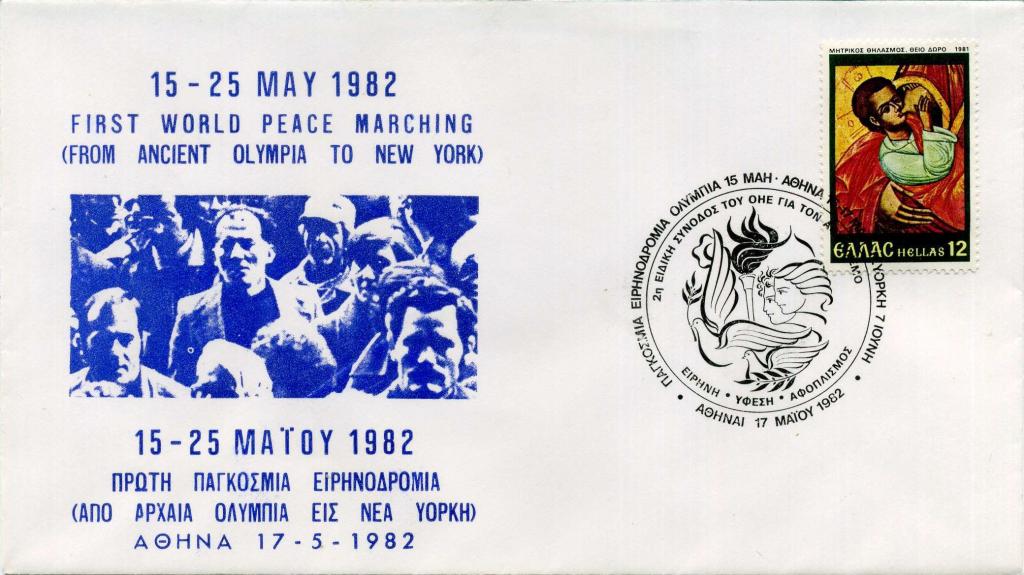 15-25 MAY 1982
FIRST WORLD PEACE MARCHING
(FROM ANCIENT OLYMPIA TO NEW YORK)
15-25 ΜΑΪΟΥ 1982
ΠΡΩΤΗ ΠΑΓΚΟΣΜΙΑ ΕΙΡΗΝΟΔΡΟΜΙΑ
(ΑΠΟ ΑΡΧΑΙΑ ΟΛΥΜΠΙΑ ΕΙΣ ΝΕΑ ΥΟΡΚΗ)
ΑΘΗΝΑ 17-5-1982
ΜΗΤΡΙΚΟΣ ΘΗΛΑΣΜΟΣ, ΘΕΙΟ ΔΩΡΟ 1981
ΕΛΛΑΣ HELLAS 12
ΠΑΓΚΟΣΜΙΑ ΕΙΡΗΝΟΔΡΟΜΙΑ ΟΛΥΜΠΙΑ 15 ΜΑΗ · ΑΘΗΝΑ ΥΟΡΚΗ 7 ΙΟΥΝΗ
2η ΕΙΔΙΚΗ ΣΥΝΟΔΟΣ ΤΟΥ ΟΗΕ ΓΙΑ ΤΟΝ
ΕΙΡΗΝΗ · ΥΦΕΣΗ · ΑΦΟΠΛΙΣΜΟΣ
· ΑΘΗΝΑΙ 17 ΜΑΪΟΥ 1982 ·